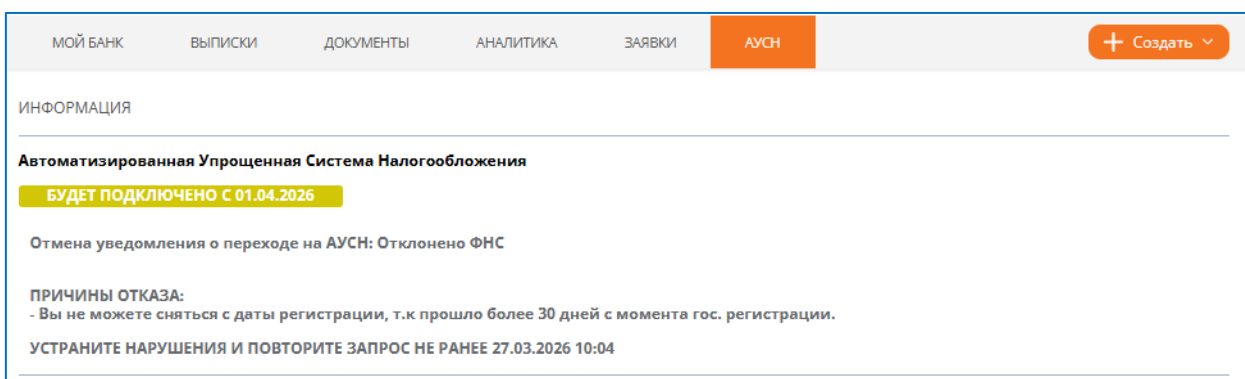 МОЙ БАНК ВЫПИСКИ ДОКУМЕНТЫ АНАЛИТИКА ЗАЯВКИ АУСН Создать
ИНФОРМАЦИЯ
Автоматизированная Упрощенная Система Налогообложения
БУДЕТ ПОДКЛЮЧЕНО С 01.04.2026
Отмена уведомления о переходе на АУСН: Отклонено ФНС
ПРИЧИНЫ ОТКАЗА:
- Вы не можете сняться с даты регистрации, т.к прошло более 30 дней с момента гос. регистрации.
УСТРАНИТЕ НАРУШЕНИЯ И ПОВТОРИТЕ ЗАПРОС НЕ РАНЕЕ 27.03.2026 10:04